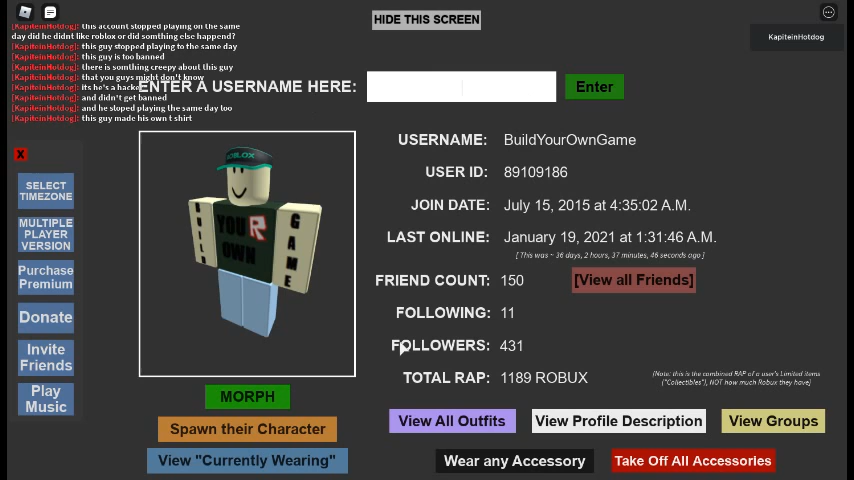 HIDE THIS SCREEN
KapiteinHotdog
[KapiteinHotdog]: this account stopped playing on the same
day did he didnt like roblox or did somthing else happend?
[KapiteinHotdog]: this guy stopped playing to the same day
[KapiteinHotdog]: this guy is too banned
[KapiteinHotdog]: there is somthing creepy about this guy
[KapiteinHotdog]: that you guys might don't know
[KapiteinHotdog]: its he's a hacke
[KapiteinHotdog]: and didn't get banned
[KapiteinHotdog]: and he stoped playing the same day too
[KapiteinHotdog]: this guy made his own t shirt
ENTER A USERNAME HERE:
Enter
X
SELECT
TIMEZONE
MULTIPLE
PLAYER
VERSION
Purchase
Premium
Donate
Invite
Friends
Play
Music
ROBLOX
BUILD
YOU R
OWN
GAME
USERNAME: BuildYourOwnGame
USER ID: 89109186
JOIN DATE: July 15, 2015 at 4:35:02 A.M.
LAST ONLINE: January 19, 2021 at 1:31:46 A.M.
[ This was ~ 36 days, 2 hours, 37 minutes, 46 seconds ago ]
FRIEND COUNT: 150 [View all Friends]
FOLLOWING: 11
FOLLOWERS: 431
TOTAL RAP: 1189 ROBUX
(Note: this is the combined RAP of a user's Limited items
("Collectibles"), NOT how much Robux they have)
MORPH
Spawn their Character
View "Currently Wearing"
View All Outfits
View Profile Description
View Groups
Wear any Accessory
Take Off All Accessories